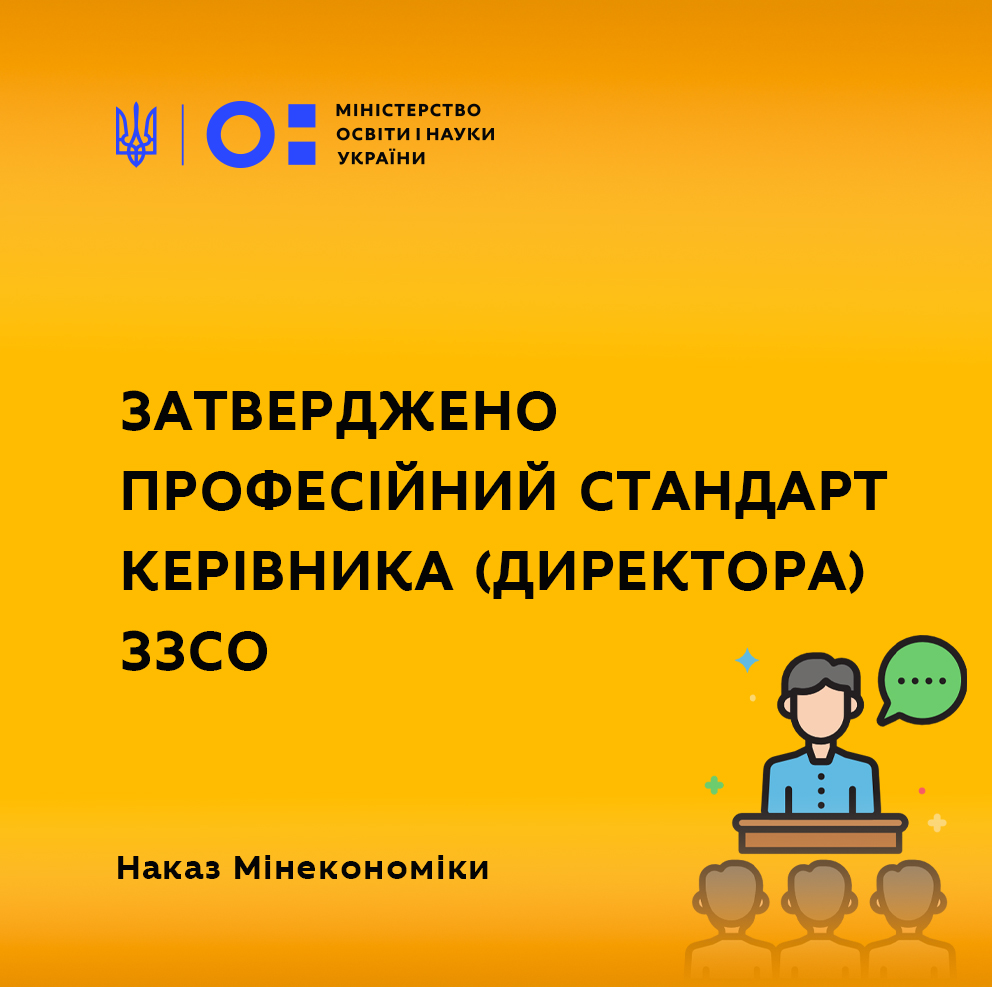 МІНІСТЕРСТВО
ОСВІТИ І НАУКИ
УКРАЇНИ
ЗАТВЕРДЖЕНО
ПРОФЕСІЙНИЙ СТАНДАРТ
КЕРІВНИКА (ДИРЕКТОРА)
ЗЗСО
Наказ Мінекономіки